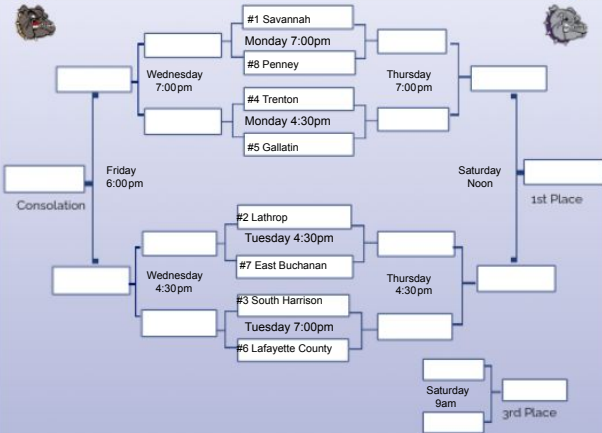 #1 Savannah
Monday 7:00pm
#8 Penney
Wednesday
7:00pm
Thursday
7:00pm
#4 Trenton
Monday 4:30pm
#5 Gallatin
Friday
6:00pm
Consolation
Saturday
Noon
1st Place
#2 Lathrop
Tuesday 4:30pm
#7 East Buchanan
Wednesday
4:30pm
Thursday
4:30pm
#3 South Harrison
Tuesday 7:00pm
#6 Lafayette County
Saturday
9am
3rd Place